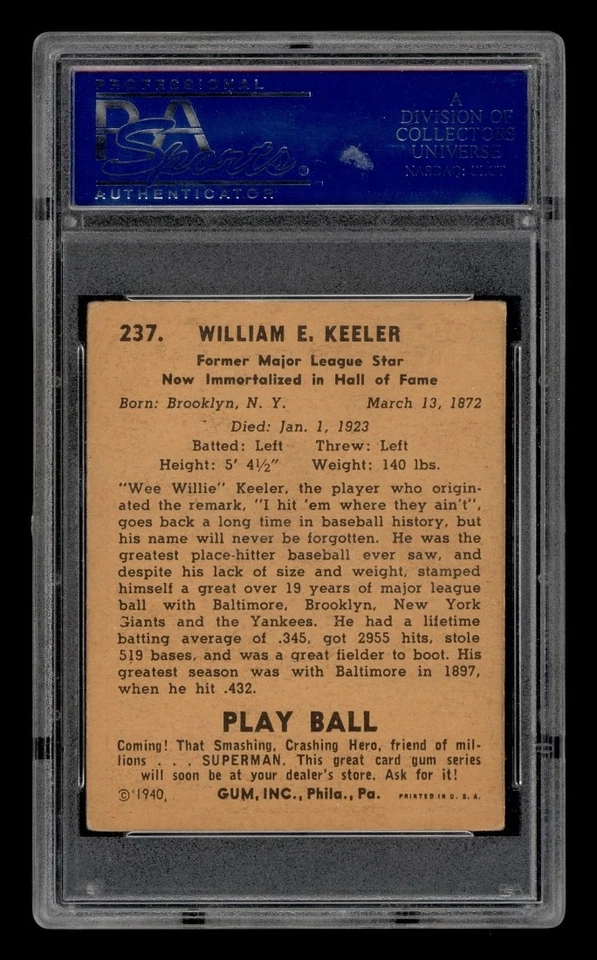 PROFESSIONAL
PSA
Sports®
AUTHENTICATOR
A
DIVISION OF
COLLECTORS
UNIVERSE
NASDAQ: CLCT
237. WILLIAM E. KEELER
Former Major League Star
Now Immortalized in Hall of Fame
Born: Brooklyn, N. Y. March 13, 1872
Died: Jan. 1, 1923
Batted: Left Threw: Left
Height: 5' 4½" Weight: 140 lbs.
"Wee Willie" Keeler, the player who origin-
ated the remark, "I hit 'em where they ain't",
goes back a long time in baseball history, but
his name will never be forgotten. He was the
greatest place-hitter baseball ever saw, and
despite his lack of size and weight, stamped
himself a great over 19 years of major league
ball with Baltimore, Brooklyn, New York
Giants and the Yankees. He had a lifetime
batting average of .345, got 2955 hits, stole
519 bases, and was a great fielder to boot. His
greatest season was with Baltimore in 1897,
when he hit .432.
PLAY BALL
Coming! That Smashing, Crashing Hero, friend of mil-
lions . . . SUPERMAN. This great card gum series
will soon be at your dealer's store. Ask for it!
© 1940, GUM, INC., Phila., Pa. PRINTED IN U. S. A.